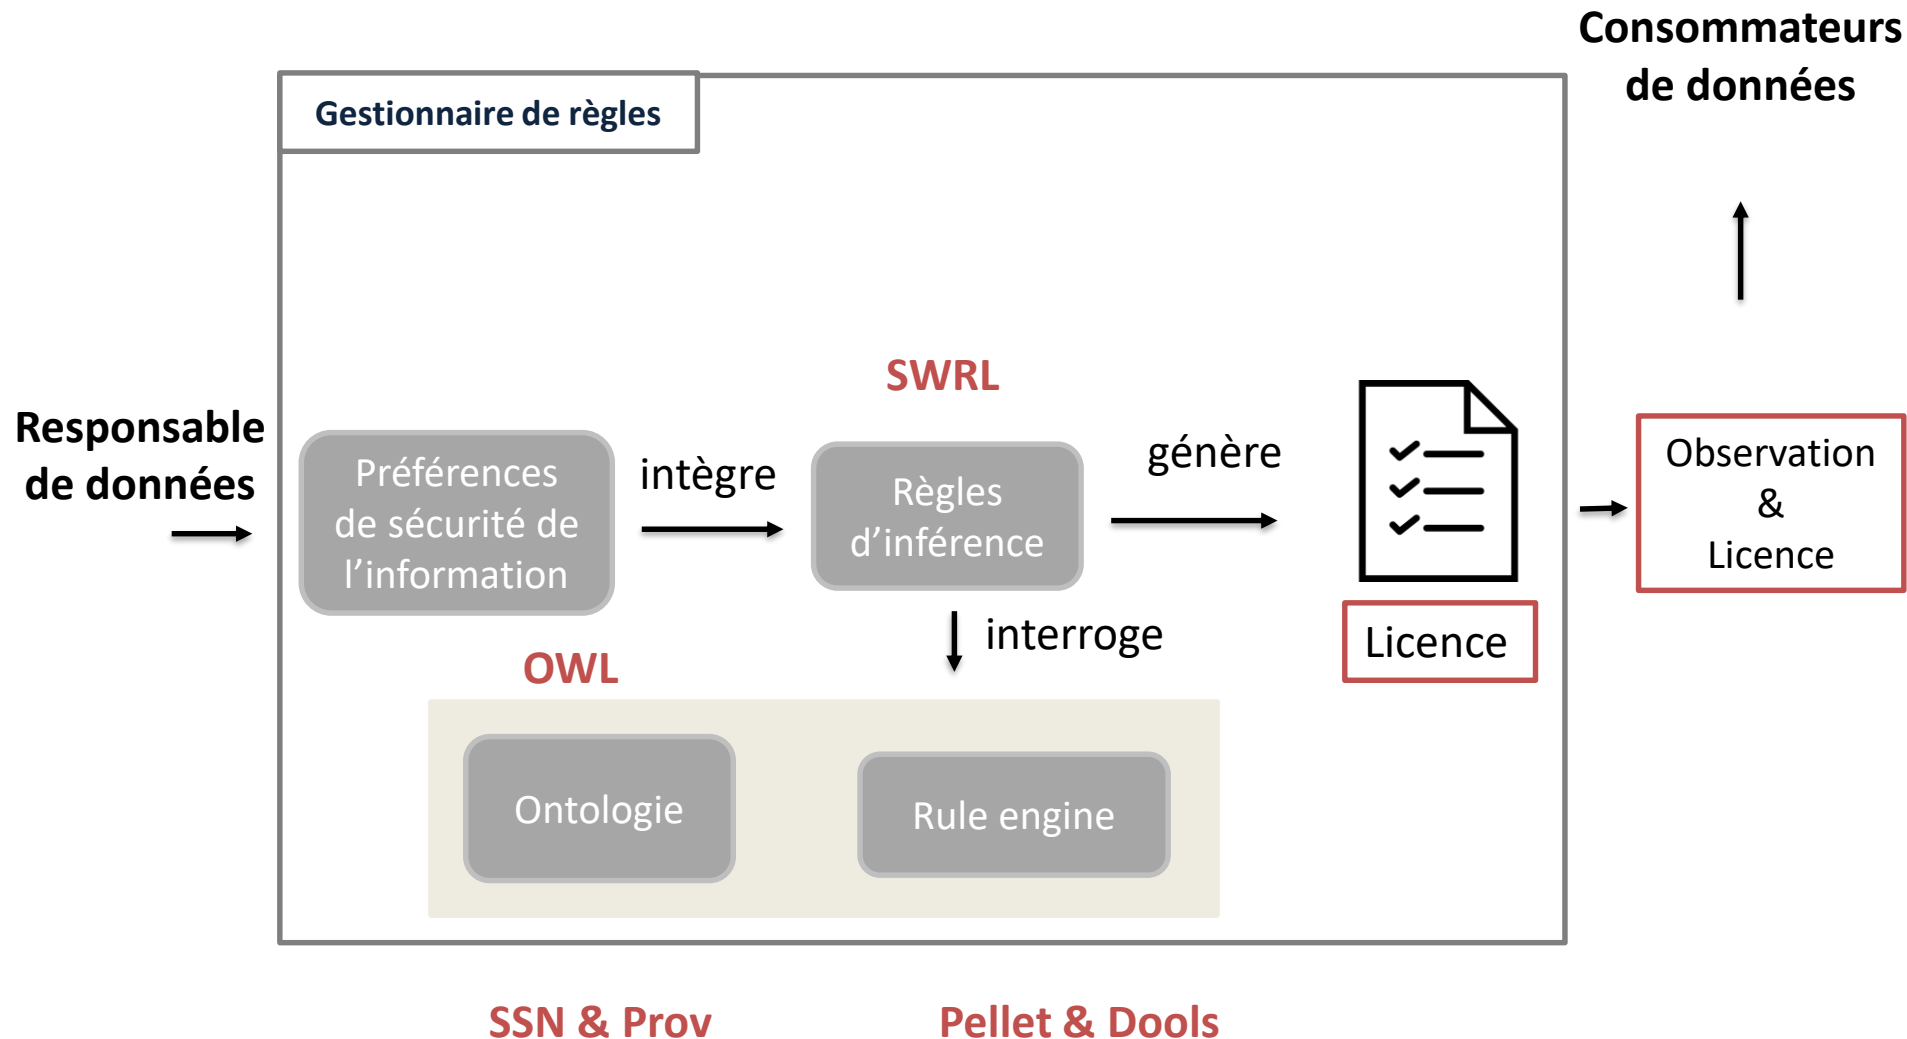 Consommateurs
de données
Gestionnaire de règles
SWRL
Responsable
de données
Préférences
de sécurité de
l’information
intègre
Règles
d’inférence
génère
Observation
&
Licence
interroge
Licence
OWL
Ontologie
Rule engine
SSN & Prov
Pellet & Dools